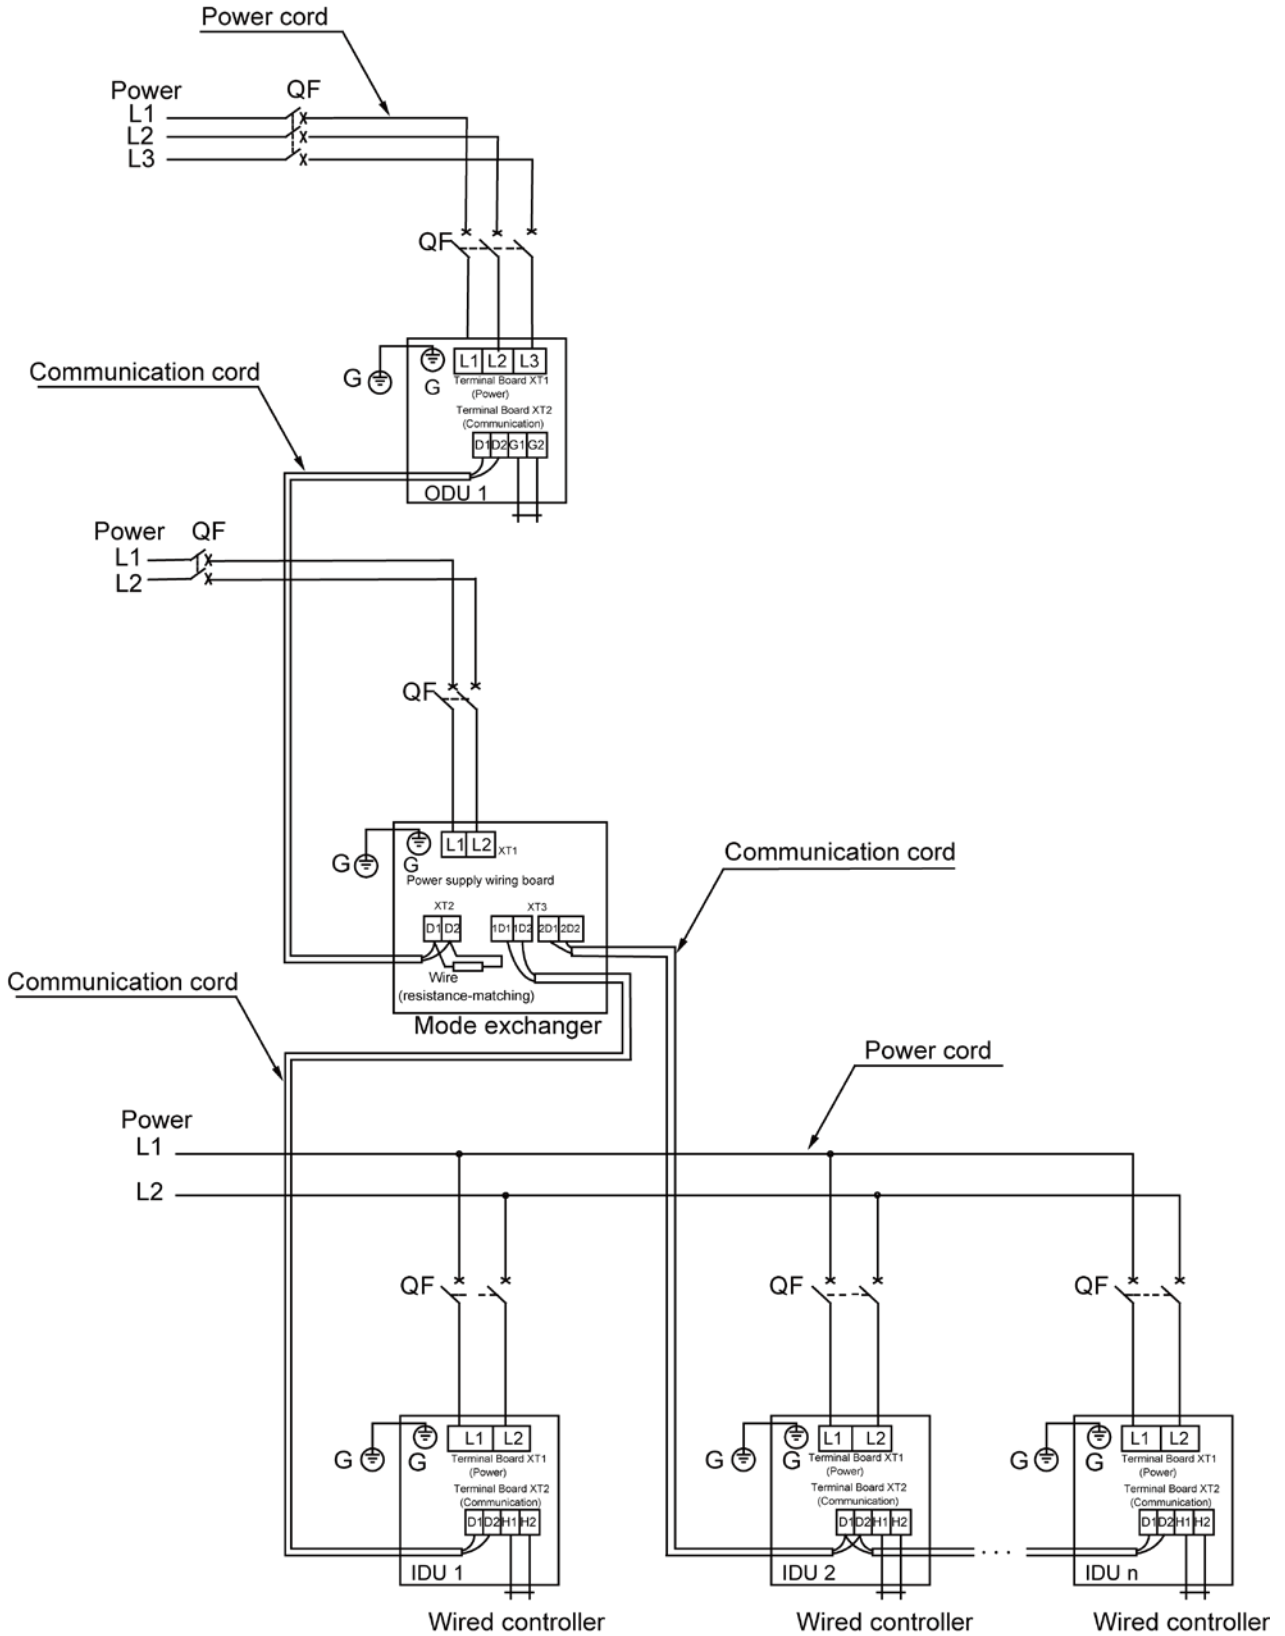 Power cord
Power QF
L1
L2
L3
QF
Communication cord
G
G
L1 L2 L3
Terminal Board XT1
(Power)
Terminal Board XT2
(Communication)
D1 D2 G1 G2
ODU 1
Power QF
L1
L2
QF
G
G
L1 L2 XT1
Power supply wiring board
XT2 XT3
D1 D2 1D1 1D2 2D1 2D2
Wire
(resistance-matching)
Mode exchanger
Communication cord
Communication cord
Power cord
Power
L1
L2
QF QF QF
G G L1 L2
Terminal Board XT1
(Power)
Terminal Board XT2
(Communication)
D1 D2 H1 H2
IDU 1
Wired controller
G G L1 L2
Terminal Board XT1
(Power)
Terminal Board XT2
(Communication)
D1 D2 H1 H2
IDU 2
Wired controller
· · ·
G G L1 L2
Terminal Board XT1
(Power)
Terminal Board XT2
(Communication)
D1 D2 H1 H2
IDU n
Wired controller